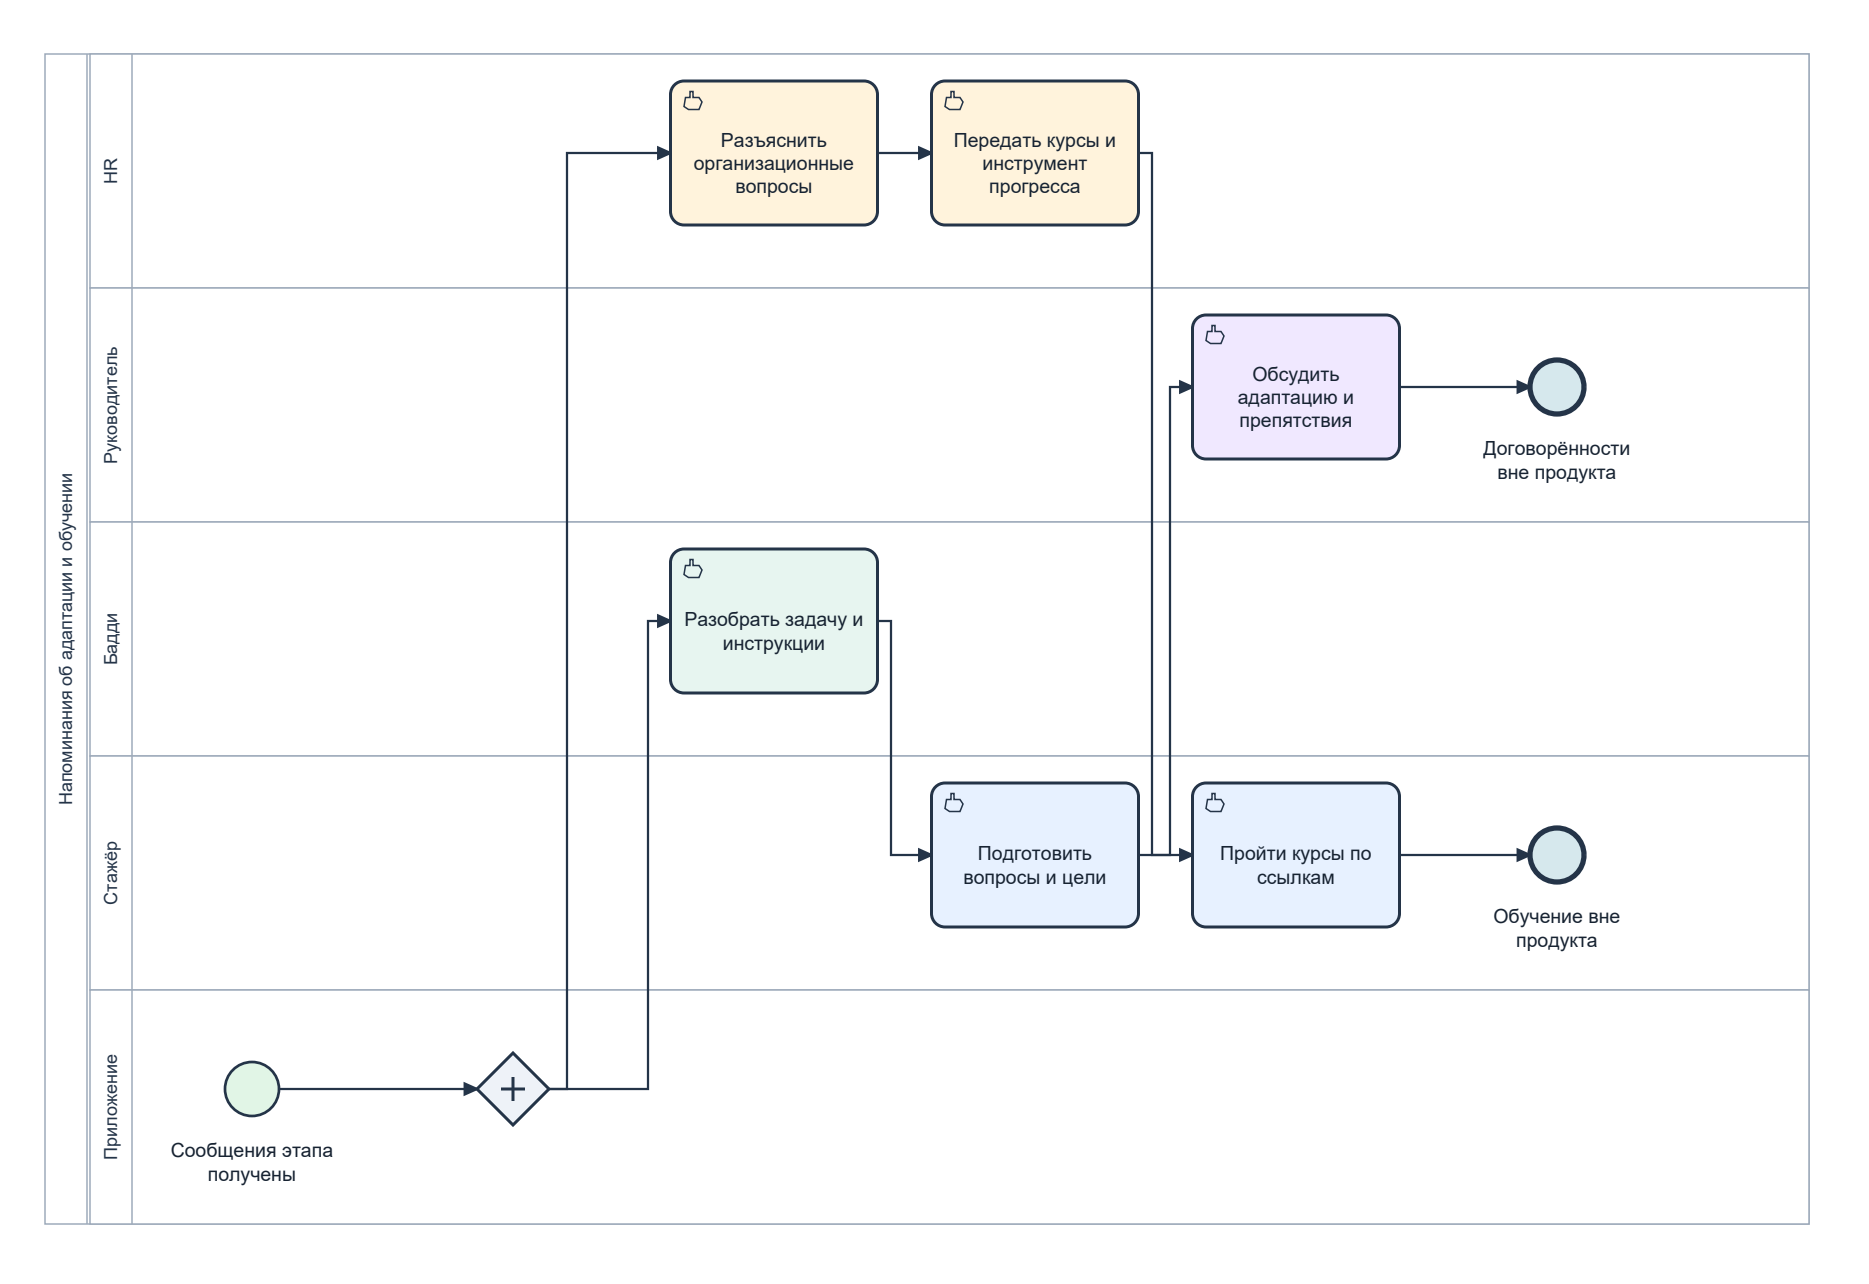 Напоминания об адаптации и обучении
HR
Разъяснить
организационные
вопросы
Передать курсы и
инструмент
прогресса
Руководитель
Обсудить
адаптацию и
препятствия
Договорённости
вне продукта
Бадди
Разобрать задачу и
инструкции
Стажёр
Подготовить
вопросы и цели
Пройти курсы по
ссылкам
Обучение вне
продукта
Приложение
Сообщения этапа
получены